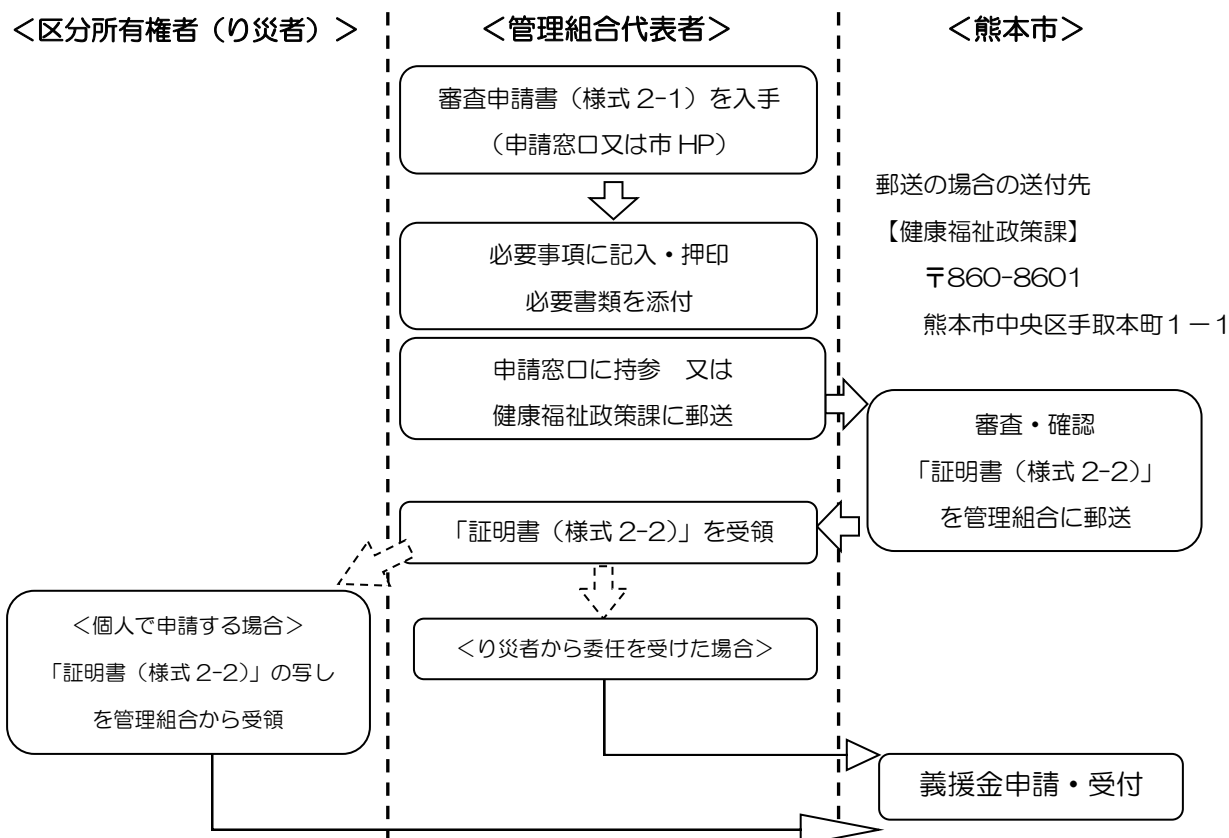 ＜区分所有権者（り災者）＞
＜管理組合代表者＞
＜熊本市＞
審査申請書（様式 2-1）を入手
（申請窓口又は市 HP）
必要事項に記入・押印
必要書類を添付
申請窓口に持参　又は
健康福祉政策課に郵送
郵送の場合の送付先
【健康福祉政策課】
〒860-8601
熊本市中央区手取本町１－１
審査・確認
「証明書（様式 2-2）」
を管理組合に郵送
「証明書（様式 2-2）」を受領
＜個人で申請する場合＞
「証明書（様式 2-2）」の写し
を管理組合から受領
＜り災者から委任を受けた場合＞
義援金申請・受付